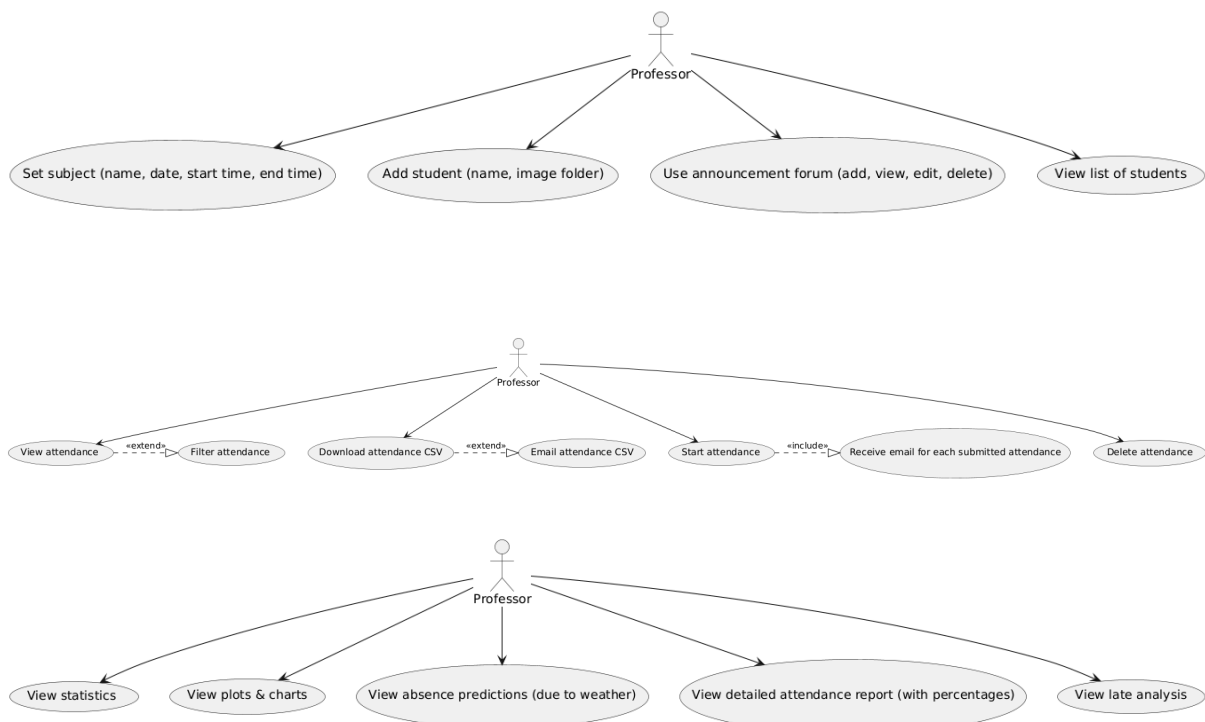 Professor
Set subject (name, date, start time, end time)
Add student (name, image folder)
Use announcement forum (add, view, edit, delete)
View list of students
Professor
View attendance
«extend»
Filter attendance
Download attendance CSV
«extend»
Email attendance CSV
Start attendance
«include»
Receive email for each submitted attendance
Delete attendance
Professor
View statistics
View plots & charts
View absence predictions (due to weather)
View detailed attendance report (with percentages)
View late analysis